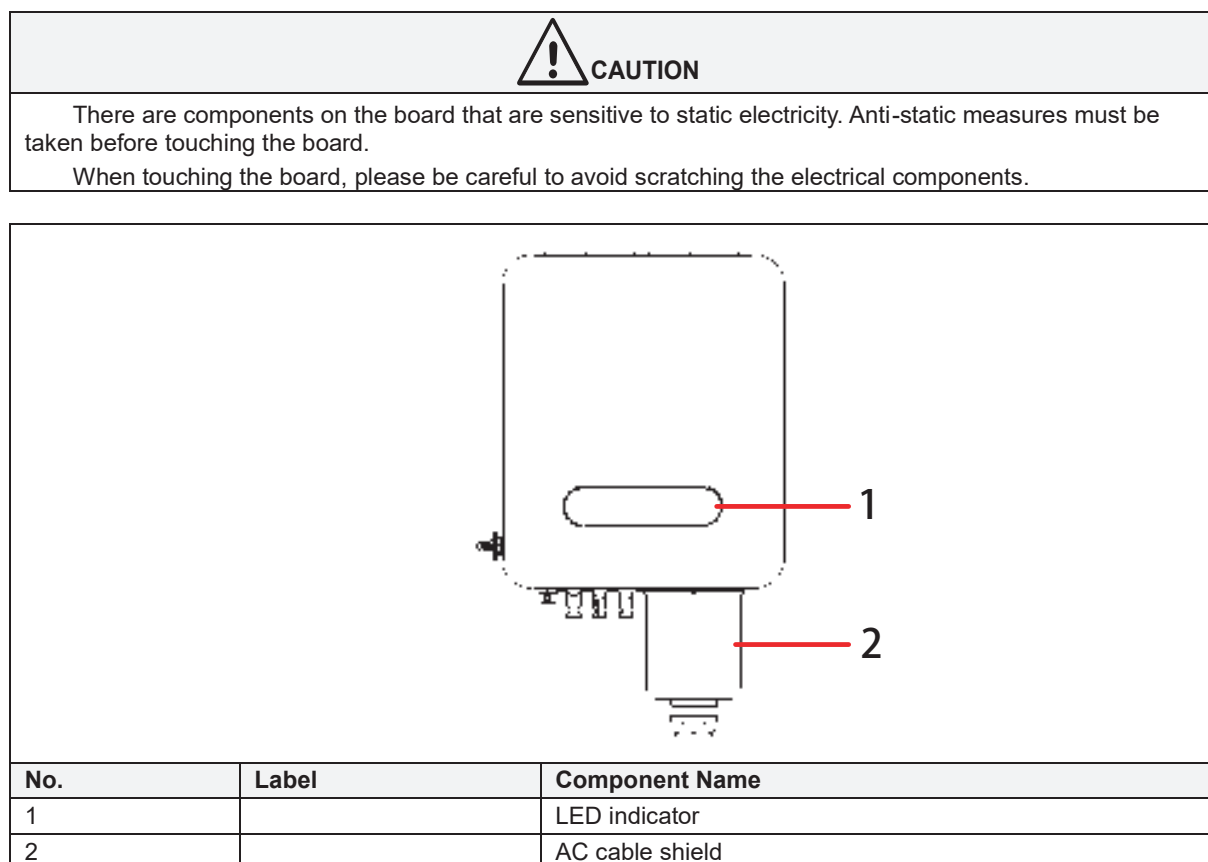 CAUTION
There are components on the board that are sensitive to static electricity. Anti-static measures must be
taken before touching the board.
When touching the board, please be careful to avoid scratching the electrical components.
1
2
No. Label Component Name
1 LED indicator
2 AC cable shield